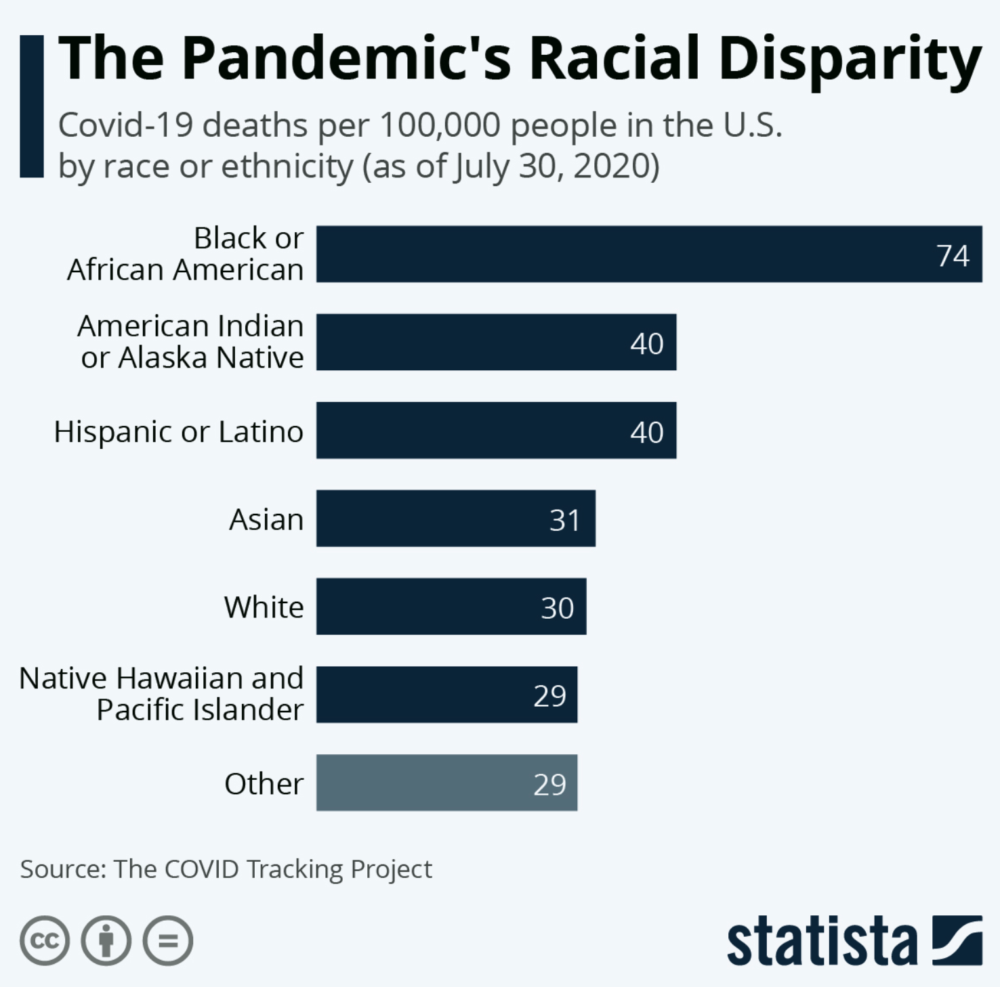 The Pandemic's Racial Disparity
Covid-19 deaths per 100,000 people in the U.S.
by race or ethnicity (as of July 30, 2020)
Black or
African American
74
American Indian
or Alaska Native
40
Hispanic or Latino
40
Asian
31
White
30
Native Hawaiian and
Pacific Islander
29
Other
29
Source: The COVID Tracking Project
cc
=
statista